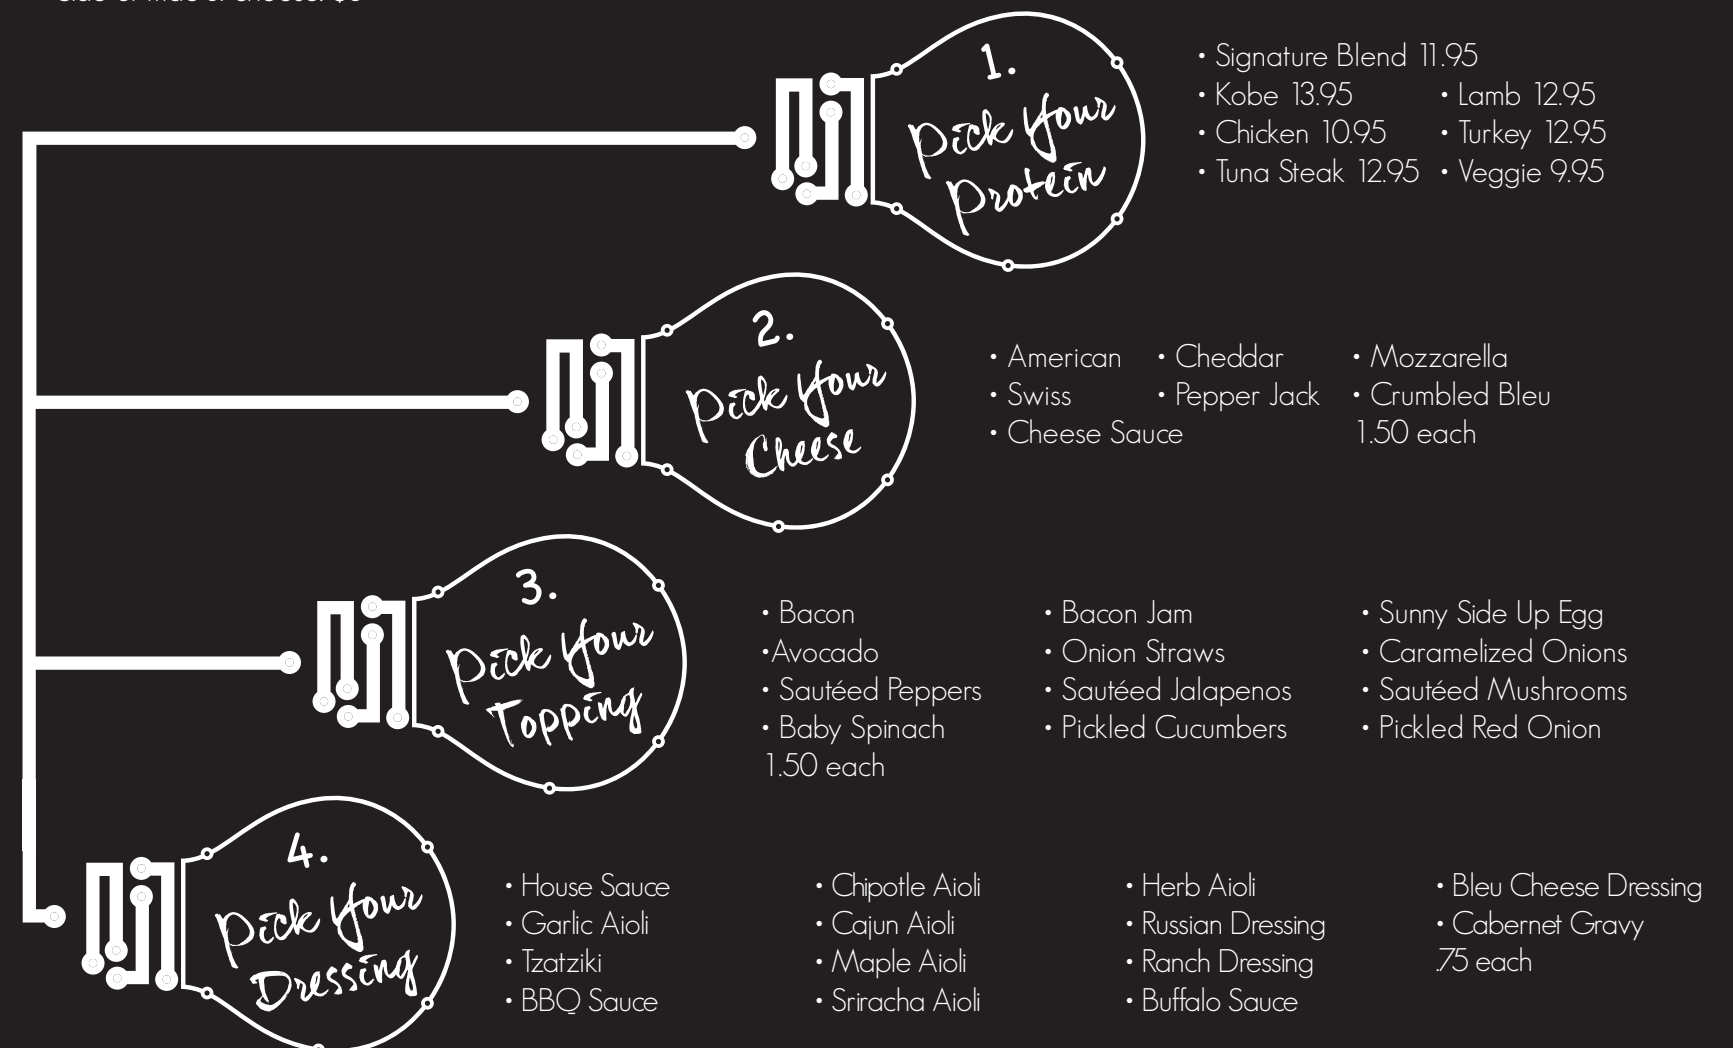 1.
Pick Your
Protein
• Signature Blend 11.95
• Kobe 13.95 • Lamb 12.95
• Chicken 10.95 • Turkey 12.95
• Tuna Steak 12.95 • Veggie 9.95
2.
Pick Your
Cheese
• American • Cheddar • Mozzarella
• Swiss • Pepper Jack • Crumbled Bleu
• Cheese Sauce 1.50 each
3.
Pick Your
Topping
• Bacon • Bacon Jam • Sunny Side Up Egg
•Avocado • Onion Straws • Caramelized Onions
• Sautéed Peppers • Sautéed Jalapenos • Sautéed Mushrooms
• Baby Spinach • Pickled Cucumbers • Pickled Red Onion
1.50 each
4.
Pick Your
Dressing
• House Sauce • Chipotle Aioli • Herb Aioli • Bleu Cheese Dressing
• Garlic Aioli • Cajun Aioli • Russian Dressing • Cabernet Gravy
• Tzatziki • Maple Aioli • Ranch Dressing .75 each
• BBQ Sauce • Sriracha Aioli • Buffalo Sauce